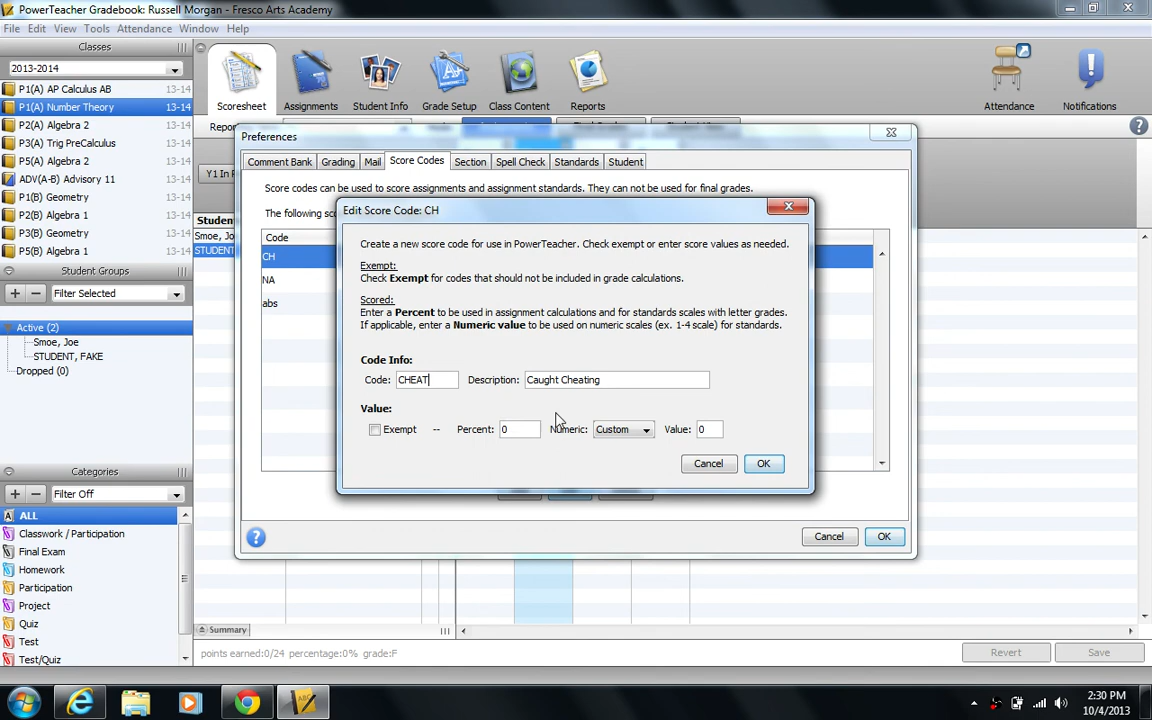 PowerTeacher Gradebook: Russell Morgan - Fresco Arts Academy
File Edit View Tools Attendance Window Help
Classes
2013-2014
P1(A) AP Calculus AB 13-14
P1(A) Number Theory 13-14
P2(A) Algebra 2 13-14
P3(A) Trig PreCalculus 13-14
P5(A) Algebra 2 13-14
ADV(A-B) Advisory 11 13-14
P1(B) Geometry 13-14
P2(B) Algebra 1 13-14
P3(B) Geometry 13-14
P5(B) Algebra 1 13-14
Student Groups
Filter Selected
Active (2)
Smoe, Joe
STUDENT, FAKE
Dropped (0)
Categories
Filter Off
ALL
Classwork / Participation
Final Exam
Homework
Participation
Project
Quiz
Test
Test/Quiz
Scoresheet Assignments Student Info Grade Setup Class Content Reports Attendance Notifications
Y1 In P
Smoe, Joe
STUDENT
Preferences
Comment Bank Grading Mail Score Codes Section Spell Check Standards Student
Score codes can be used to score assignments and assignment standards. They can not be used for final grades.
The following sco
Code
CH
NA
abs
Edit Score Code: CH
Create a new score code for use in PowerTeacher. Check exempt or enter score values as needed.
Exempt:
Check Exempt for codes that should not be included in grade calculations.
Scored:
Enter a Percent to be used in assignment calculations and for standards scales with letter grades.
If applicable, enter a Numeric value to be used on numeric scales (ex. 1-4 scale) for standards.
Code Info:
Code: CHEAT Description: Caught Cheating
Value:
Exempt -- Percent: 0 Numeric: Custom Value: 0
Cancel OK
Cancel OK
Summary
points earned:0/24 percentage:0% grade:F
Revert Save
2:30 PM
10/4/2013